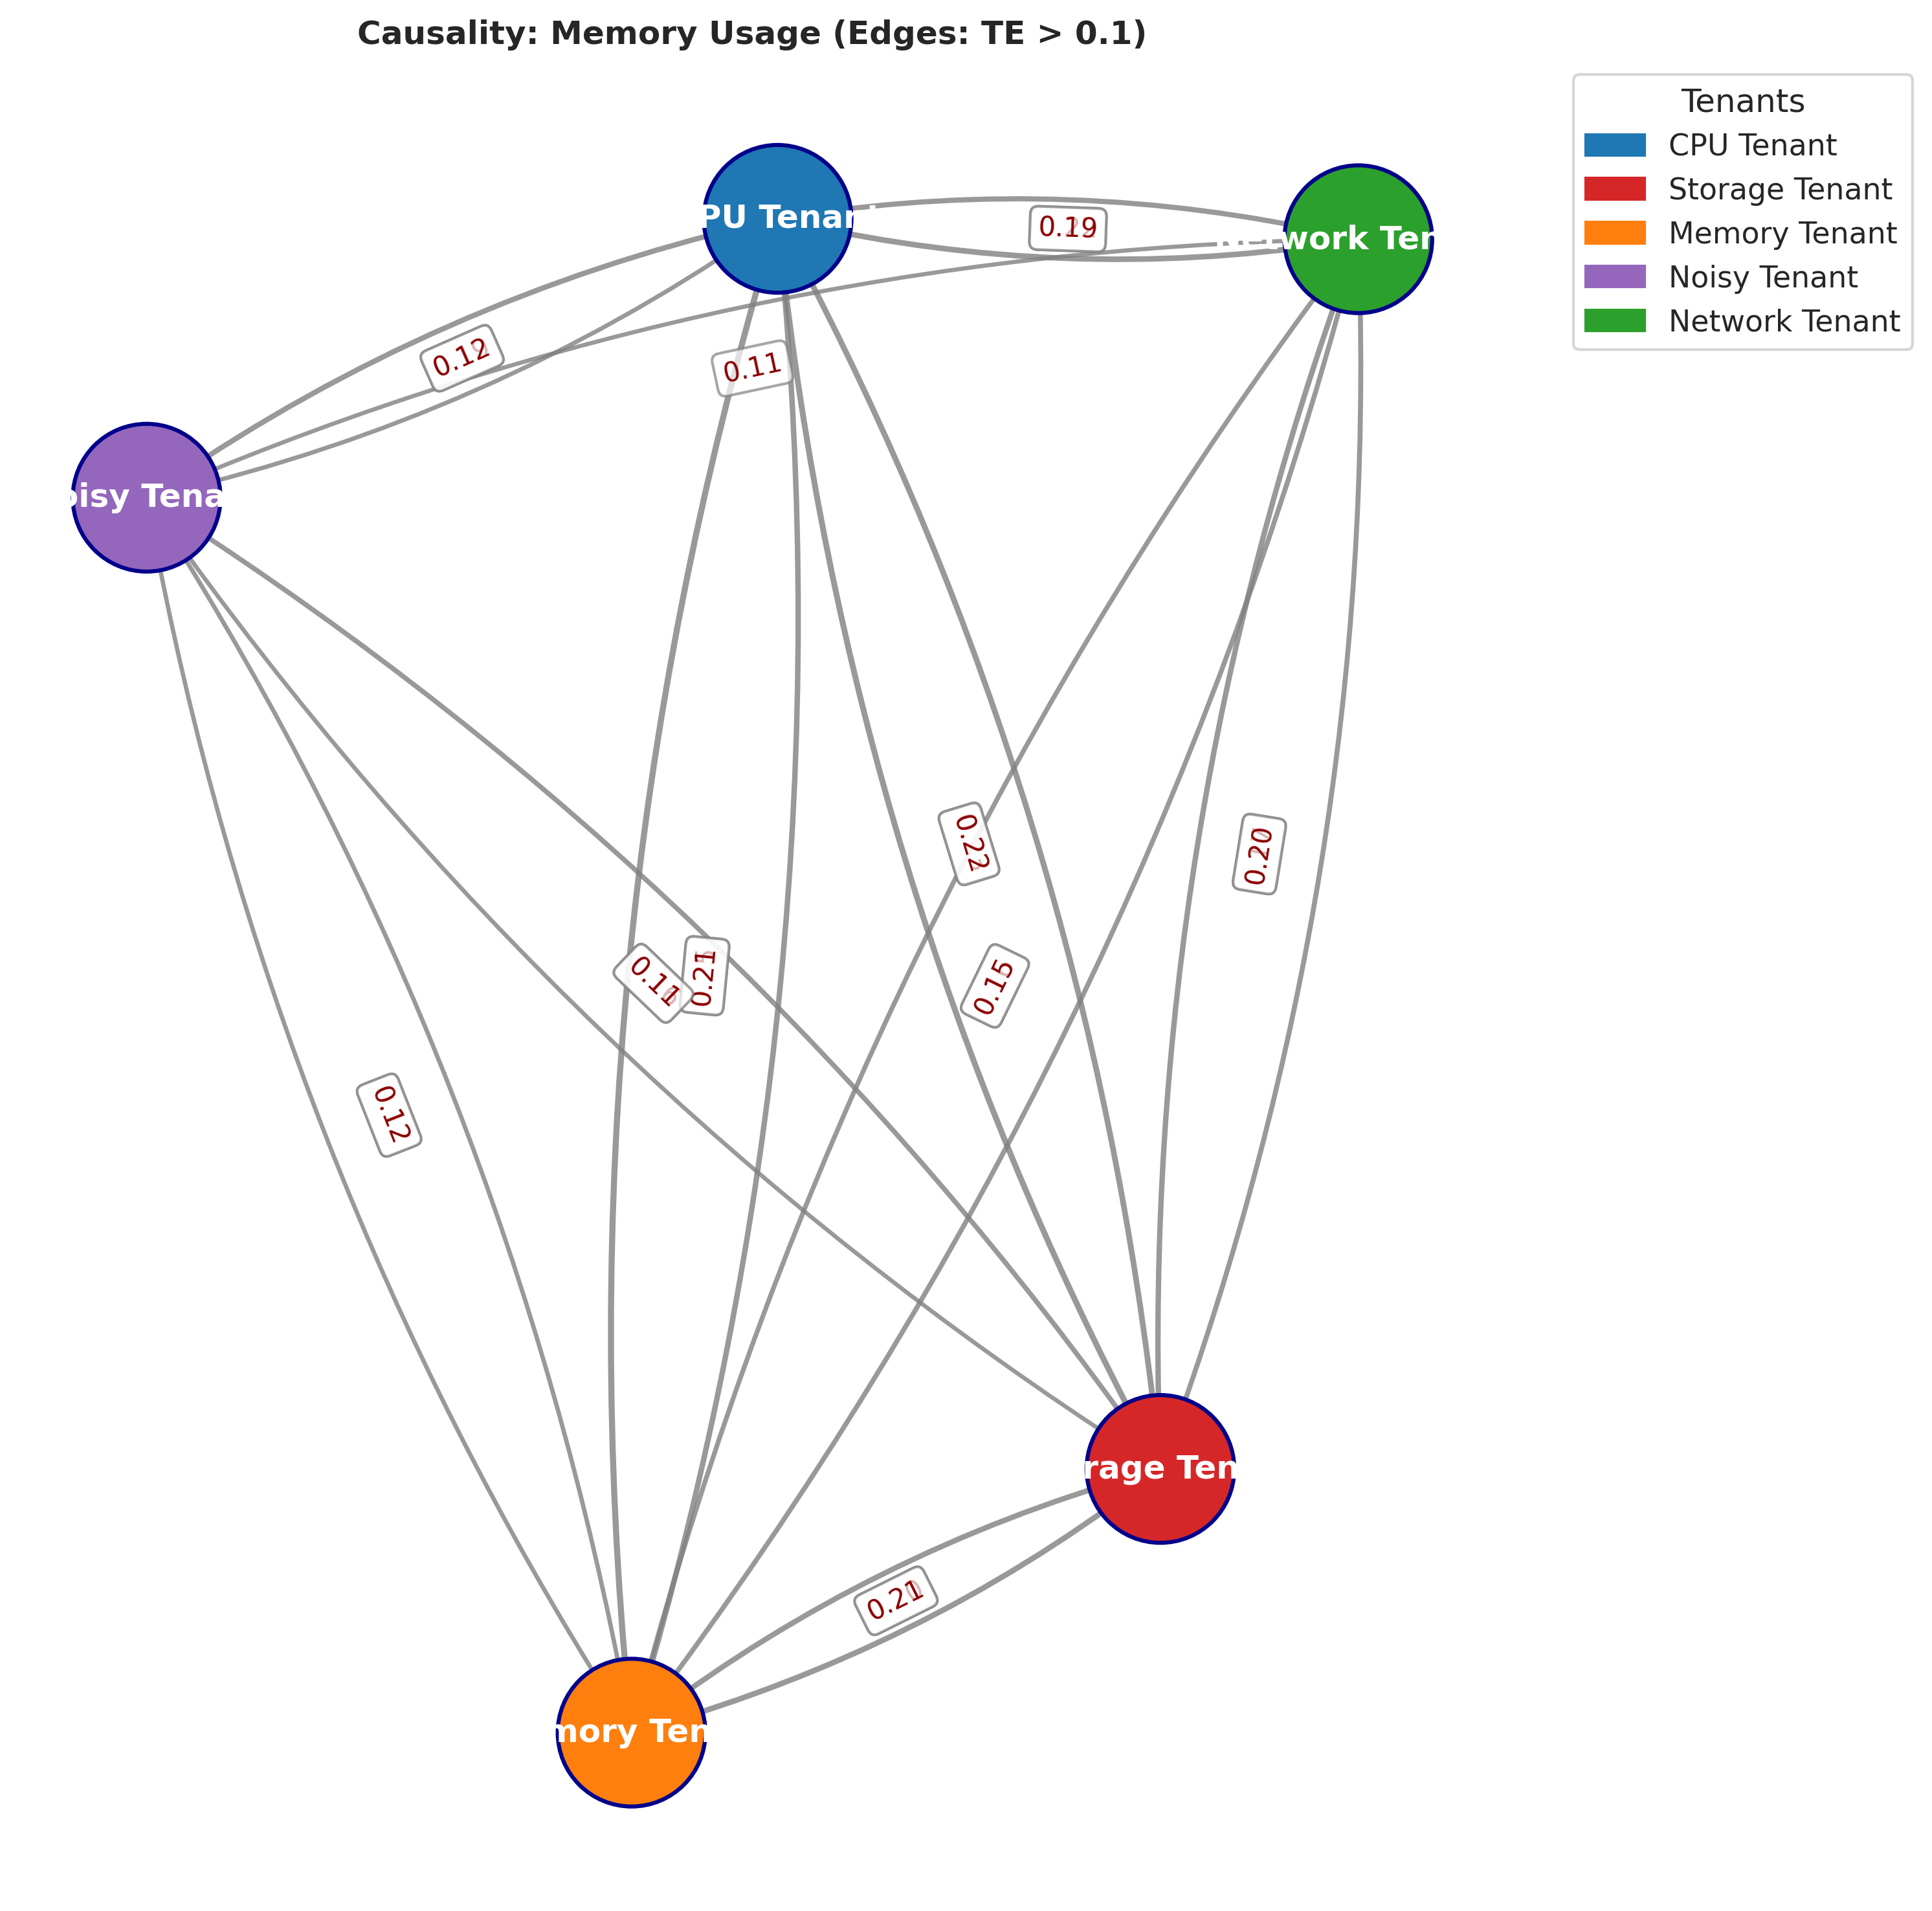 Causality: Memory Usage (Edges: TE > 0.1)
Tenants
CPU Tenant
Storage Tenant
Memory Tenant
Noisy Tenant
Network Tenant
PU Tenan
work Ten
0.19
0.12
0.11
oisy Tena
0.22
0.20
0.11
0.21
0.15
0.12
rage Ten
0.21
mory Ten